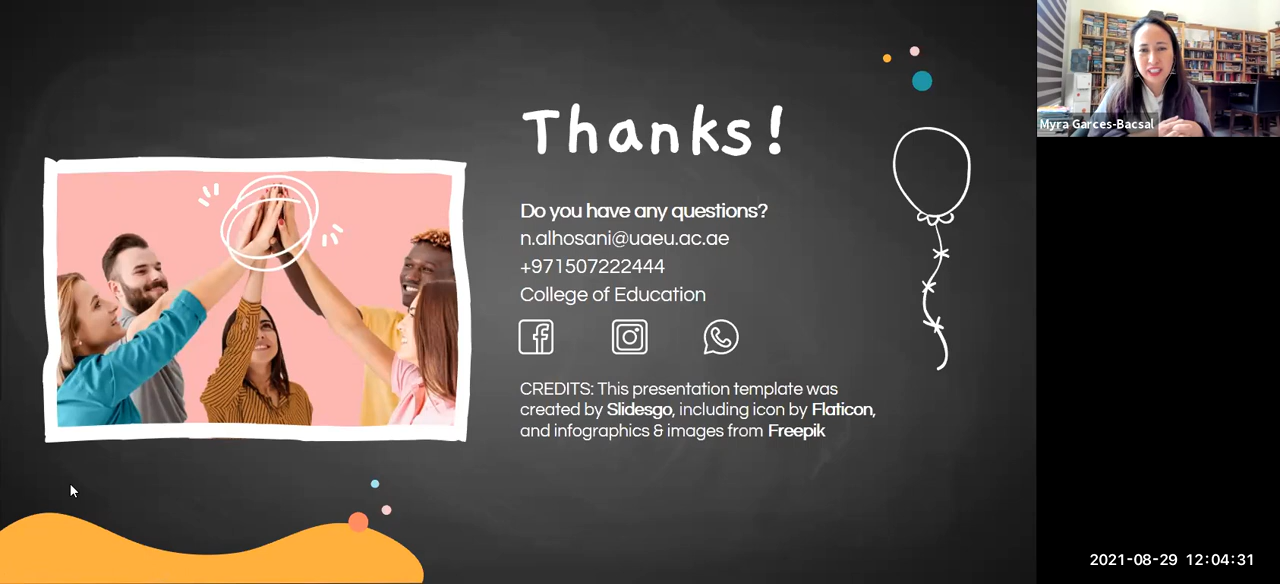 Thanks!
Do you have any questions?
n.alhosani@uaeu.ac.ae
+971507222444
College of Education
CREDITS: This presentation template was
created by Slidesgo, including icon by Flaticon,
and infographics & images from Freepik
Myra Garces-Bacsal
2021-08-29 12:04:31